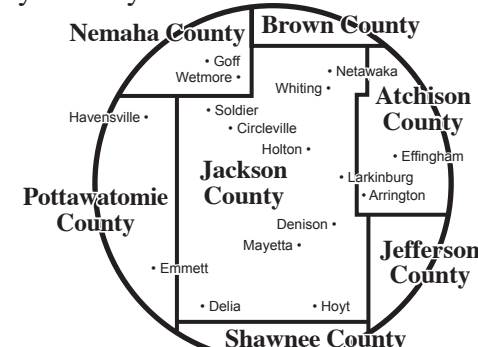 Nemaha County
Brown County
• Goff
Wetmore •
• Netawaka
Whiting •
Atchison
County
Havensville •
• Soldier
• Circleville
Holton •
• Effingham
Jackson
County
• Larkinburg
• Arrington
Pottawatomie
County
Denison •
Mayetta •
Jefferson
County
• Emmett
• Delia
• Hoyt
Shawnee County